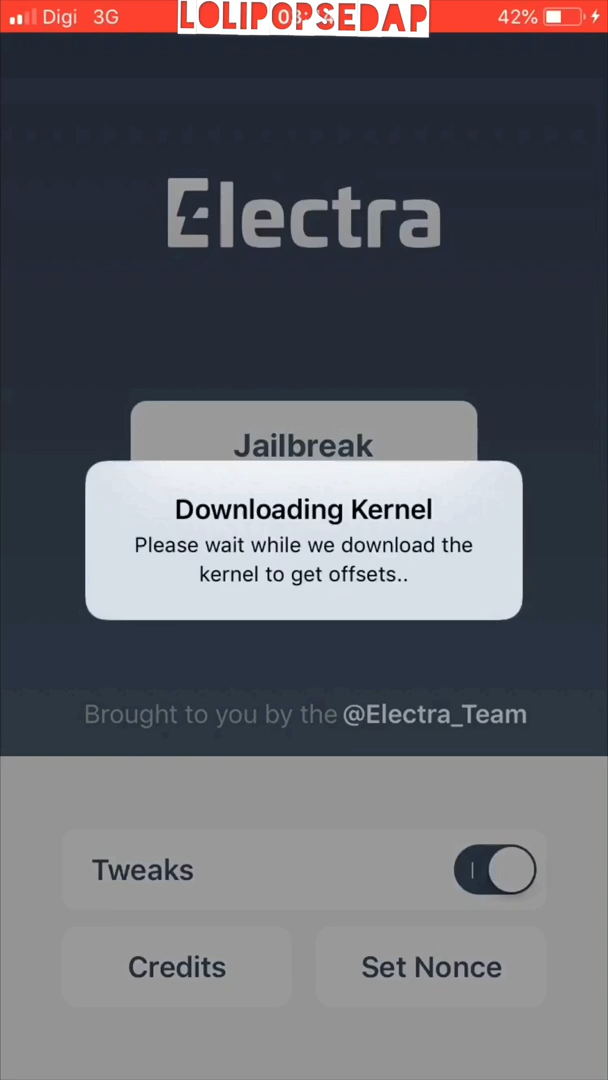 Digi 3G
LOLIPOPSEDAP
42%
Electra
Jailbreak
Downloading Kernel
Please wait while we download the
kernel to get offsets..
Brought to you by the @Electra_Team
Tweaks
Credits
Set Nonce